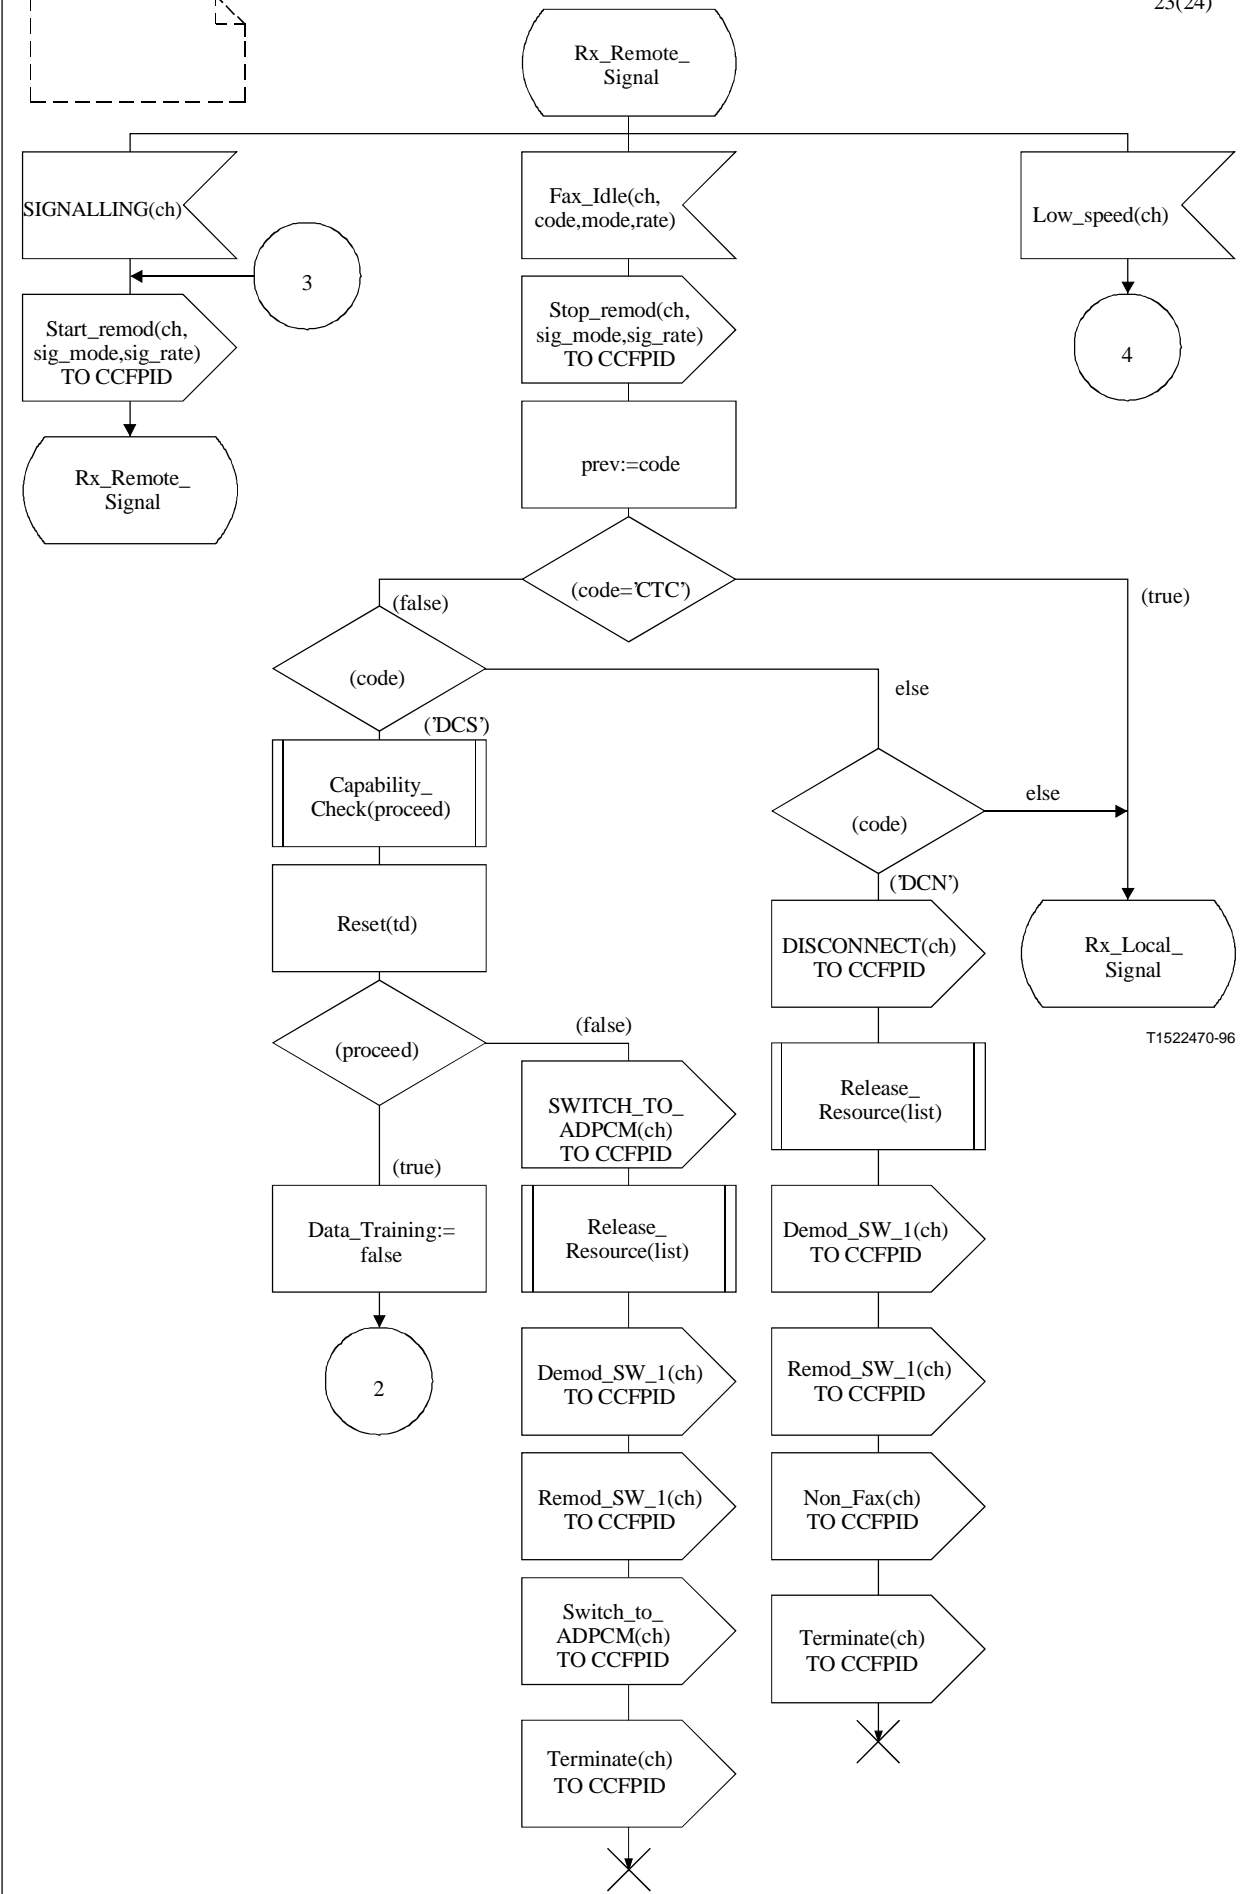 23(24)
Rx_Remote_
Signal
SIGNALLING(ch)
Fax_Idle(ch,
code,mode,rate)
Low_speed(ch)
3
Start_remod(ch,
sig_mode,sig_rate)
TO CCFPID
Stop_remod(ch,
sig_mode,sig_rate)
TO CCFPID
4
Rx_Remote_
Signal
prev:=code
(code='CTC')
(false)
(true)
(code)
else
('DCS')
Capability_
Check(proceed)
(code)
else
('DCN')
Reset(td)
DISCONNECT(ch)
TO CCFPID
Rx_Local_
Signal
(proceed)
(false)
(true)
T1522470-96
SWITCH_TO_
ADPCM(ch)
TO CCFPID
Release_
Resource(list)
Data_Training:=
false
Release_
Resource(list)
Demod_SW_1(ch)
TO CCFPID
2
Demod_SW_1(ch)
TO CCFPID
Remod_SW_1(ch)
TO CCFPID
Remod_SW_1(ch)
TO CCFPID
Non_Fax(ch)
TO CCFPID
Switch_to_
ADPCM(ch)
TO CCFPID
Terminate(ch)
TO CCFPID
Terminate(ch)
TO CCFPID